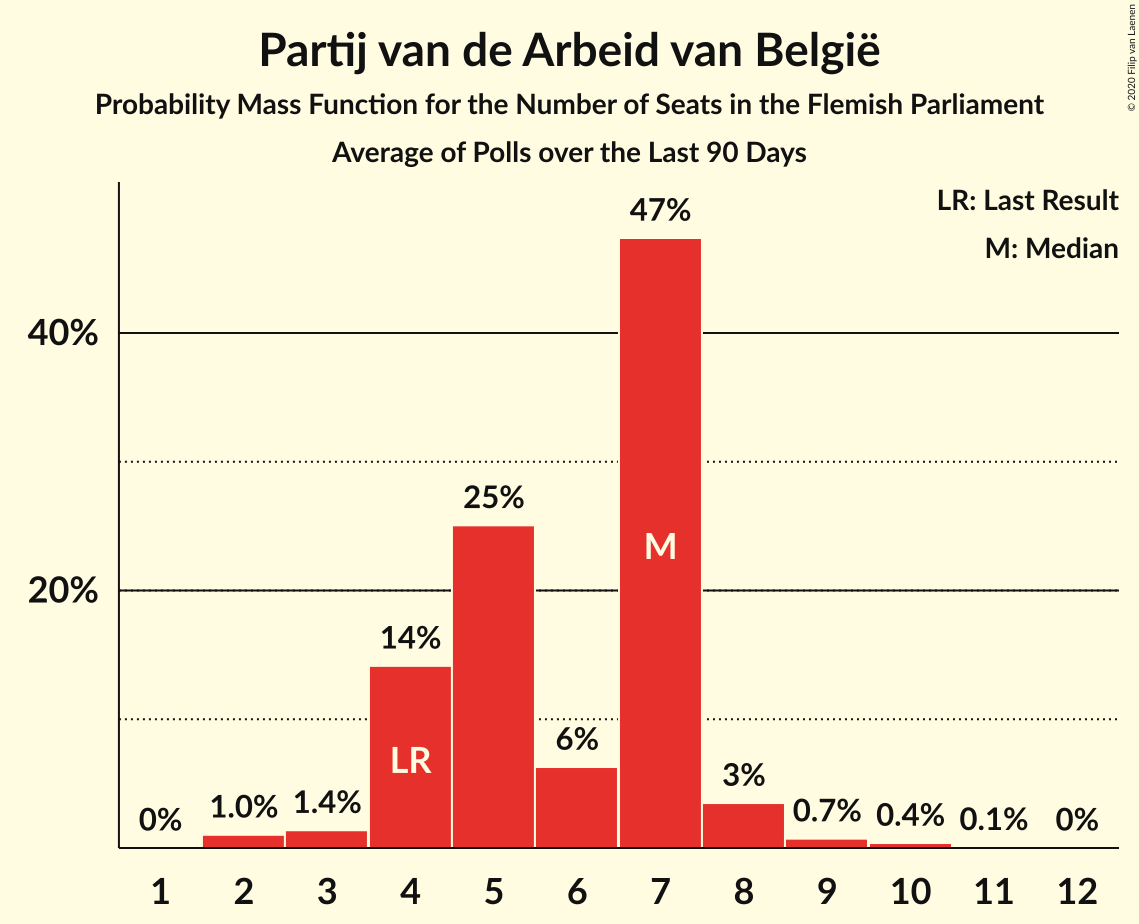 Partij van de Arbeid van België
Probability Mass Function for the Number of Seats in the Flemish Parliament
Average of Polls over the Last 90 Days
© 2020 Filip van Laenen
LR: Last Result
M: Median
47%
40%
25%
M
20%
14%
6%
LR
3%
0%
1.0%
1.4%
0.7%
0.4%
0.1%
0%
1 2 3 4 5 6 7 8 9 10 11 12